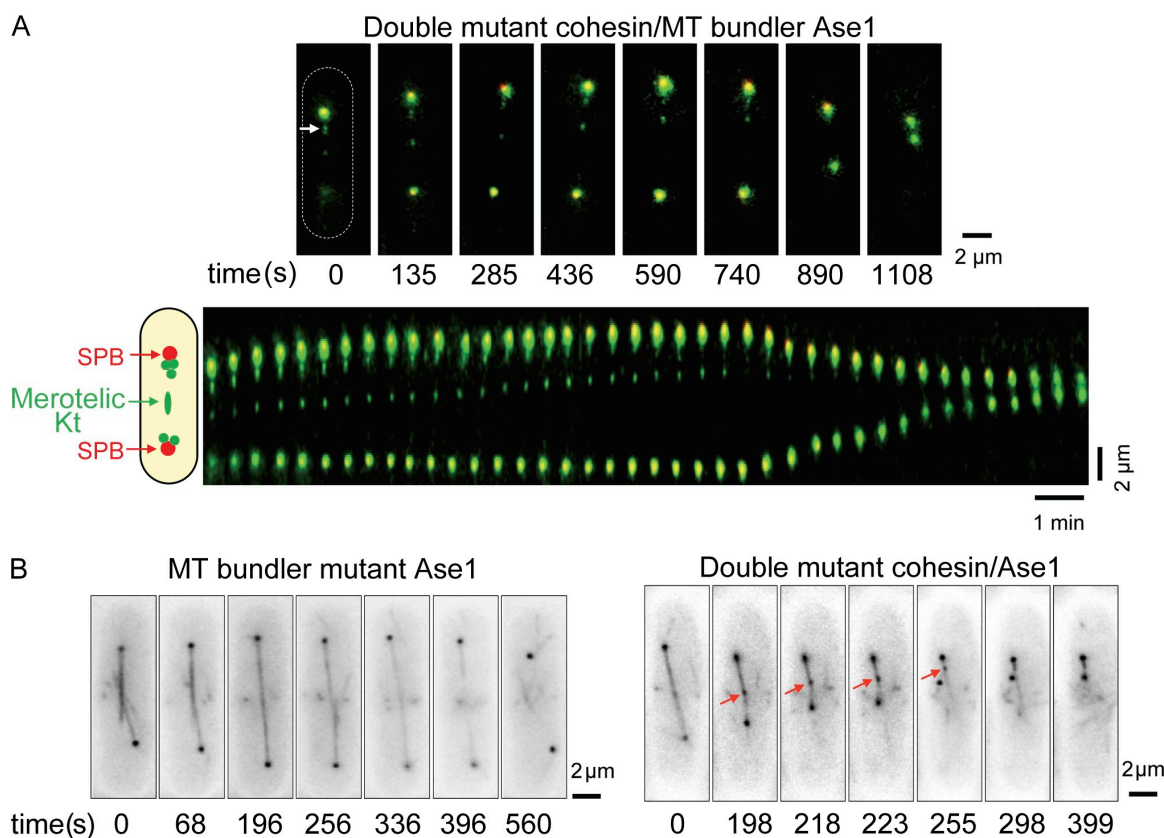 A
Double mutant cohesin/MT bundler Ase1
time(s) 0 135 285 436 590 740 890 1108
2 µm
SPB
Merotelic
Kt
SPB
2 µm
1 min
B
MT bundler mutant Ase1
Double mutant cohesin/Ase1
2µm
2µm
time(s) 0 68 196 256 336 396 560
0 198 218 223 255 298 399